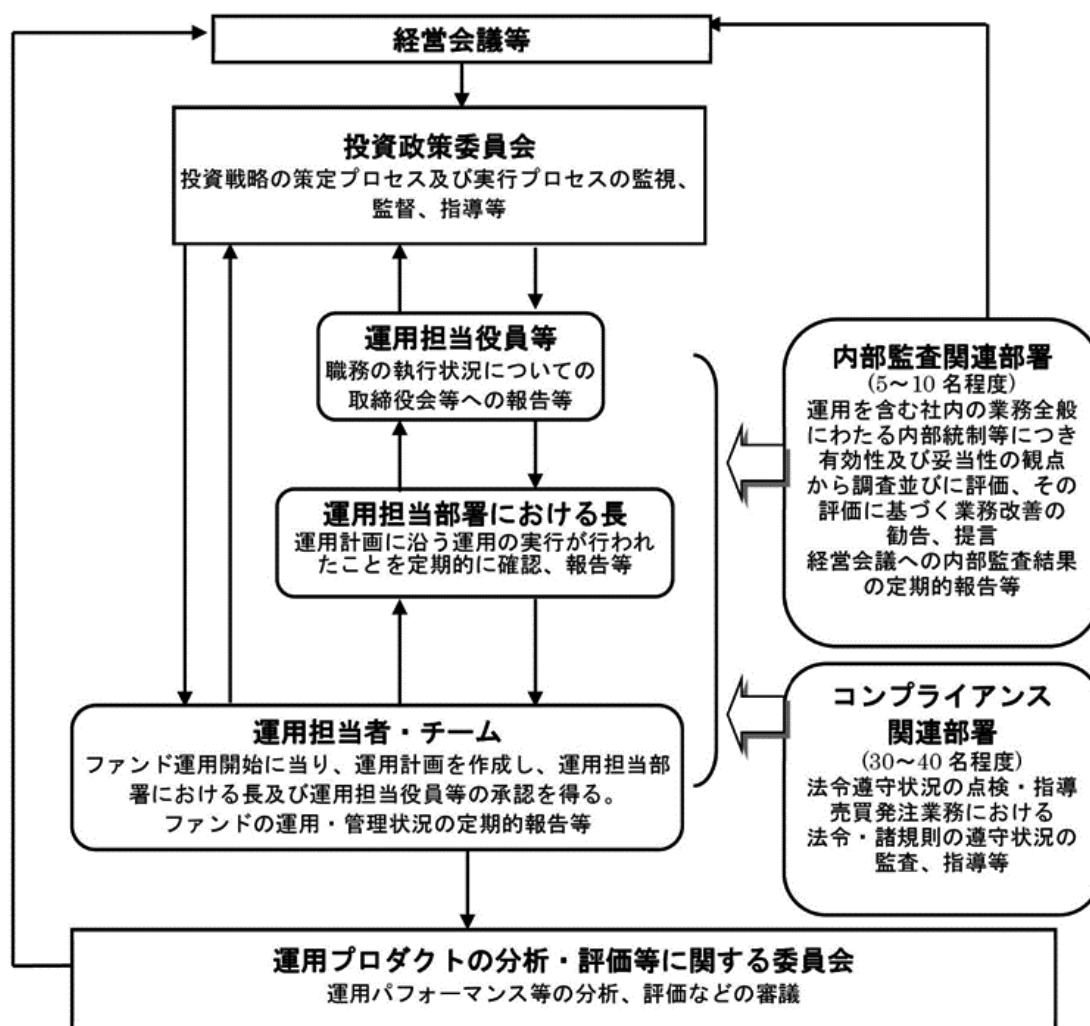 経営会議等
投資政策委員会
投資戦略の策定プロセス及び実行プロセスの監視、
監督、指導等
運用担当役員等
職務の執行状況についての
取締役会等への報告等
運用担当部署における長
運用計画に沿う運用の実行が行われ
たことを定期的に確認、報告等
運用担当者・チーム
ファンド運用開始に当り、運用計画を作成し、運用担当部
署における長及び運用担当役員等の承認を得る。
ファンドの運用・管理状況の定期的報告等
内部監査関連部署
(5～10 名程度)
運用を含む社内の業務全般
にわたる内部統制等につき
有効性及び妥当性の観点
から調査並びに評価、その
評価に基づく業務改善の
勧告、提言
経営会議への内部監査結果
の定期的報告等
コンプライアンス
関連部署
(30～40 名程度)
法令遵守状況の点検・指導
売買発注業務における
法令・諸規則の遵守状況の
監査、指導等
運用プロダクトの分析・評価等に関する委員会
運用パフォーマンス等の分析、評価などの審議